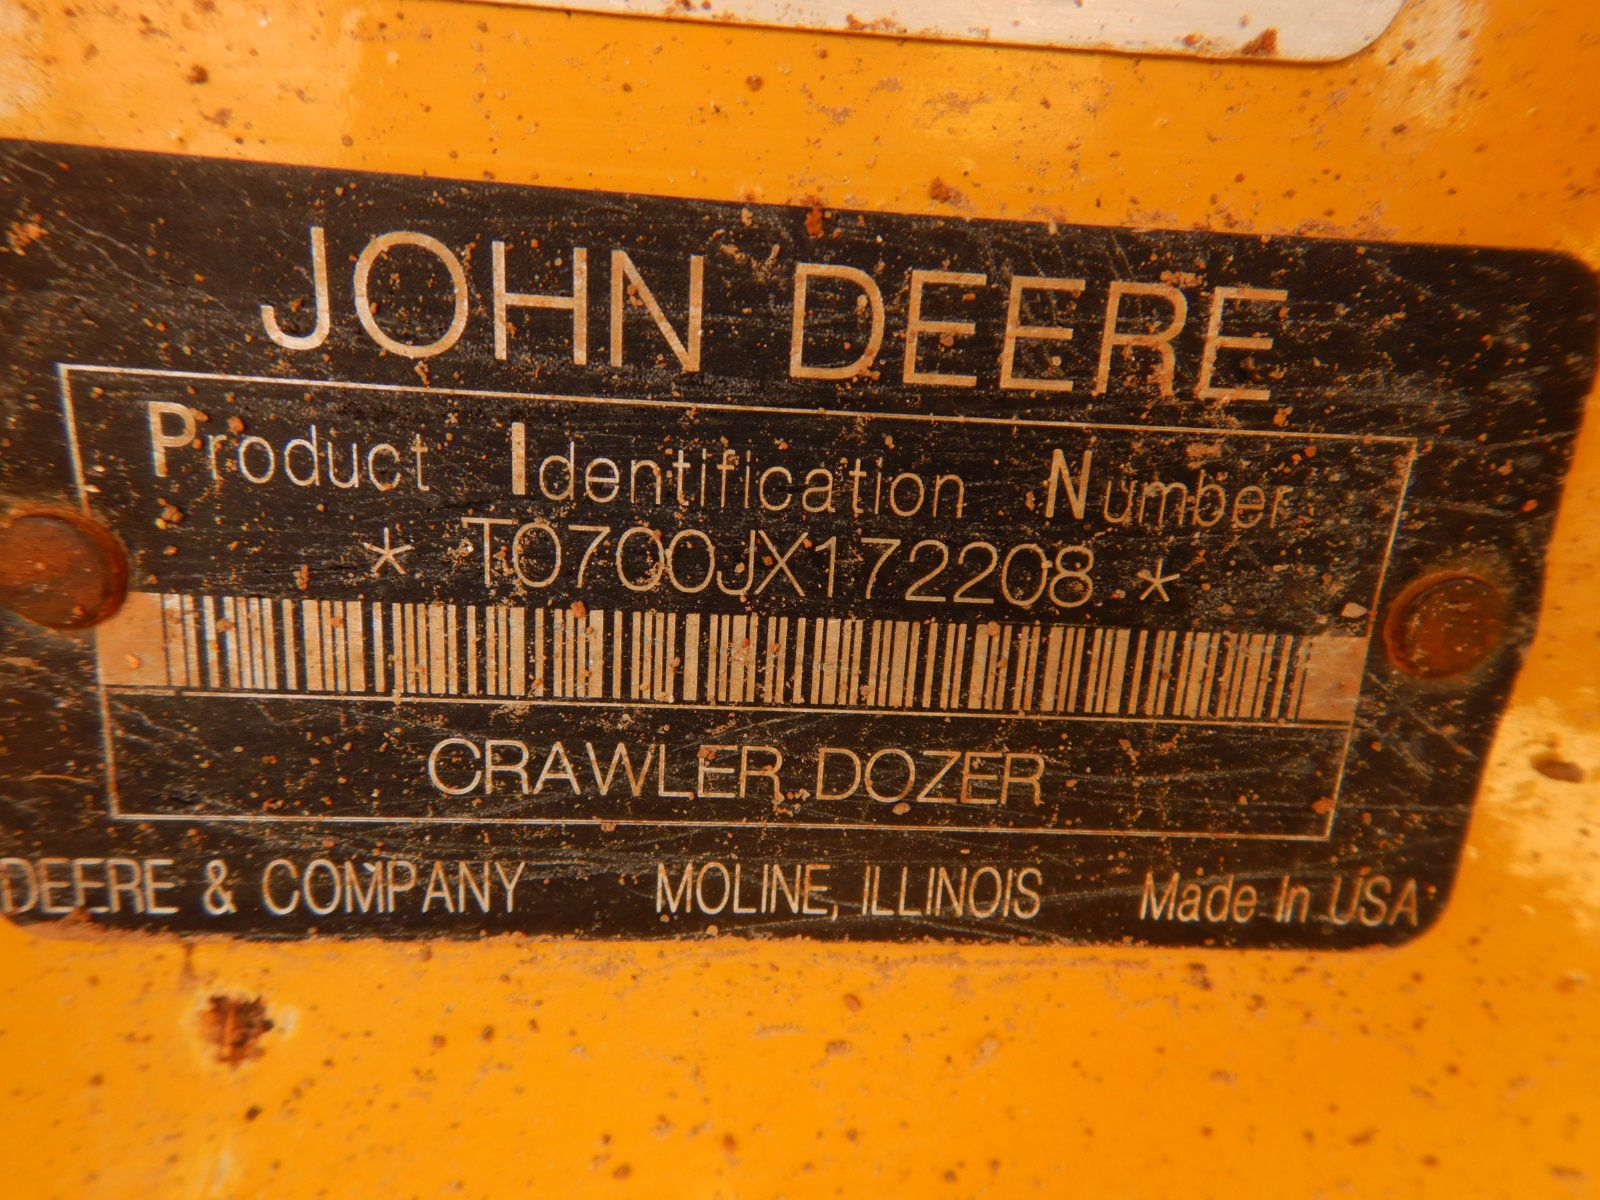 JOHN DEERE
Product Identification Number
* T0700JX172208 *
CRAWLER DOZER
DEERE & COMPANY MOLINE, ILLINOIS Made In USA